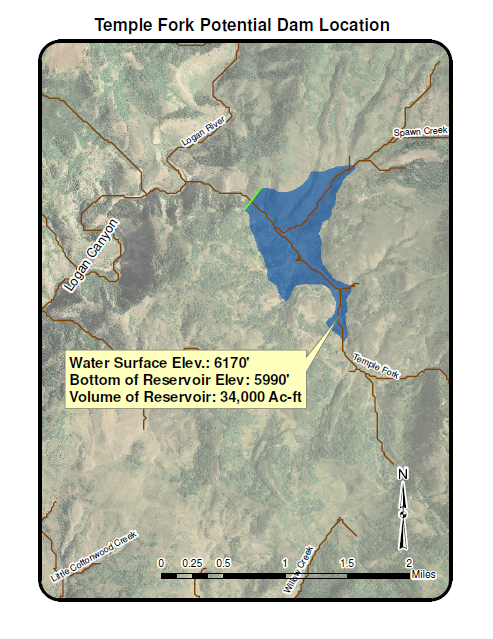 Temple Fork Potential Dam Location
Logan River
Spawn Creek
Logan Canyon
Water Surface Elev.: 6170'
Bottom of Reservoir Elev: 5990'
Volume of Reservoir: 34,000 Ac-ft
Temple Fork
N
Little Cottonwood Creek
Willow Creek
0 0.25 0.5 1 1.5 2
Miles